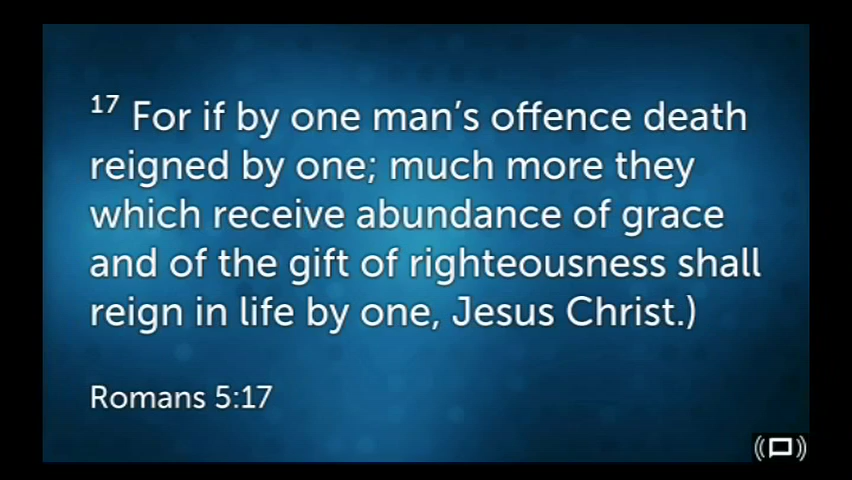 17 For if by one man's offence death
reigned by one; much more they
which receive abundance of grace
and of the gift of righteousness shall
reign in life by one, Jesus Christ.)
Romans 5:17